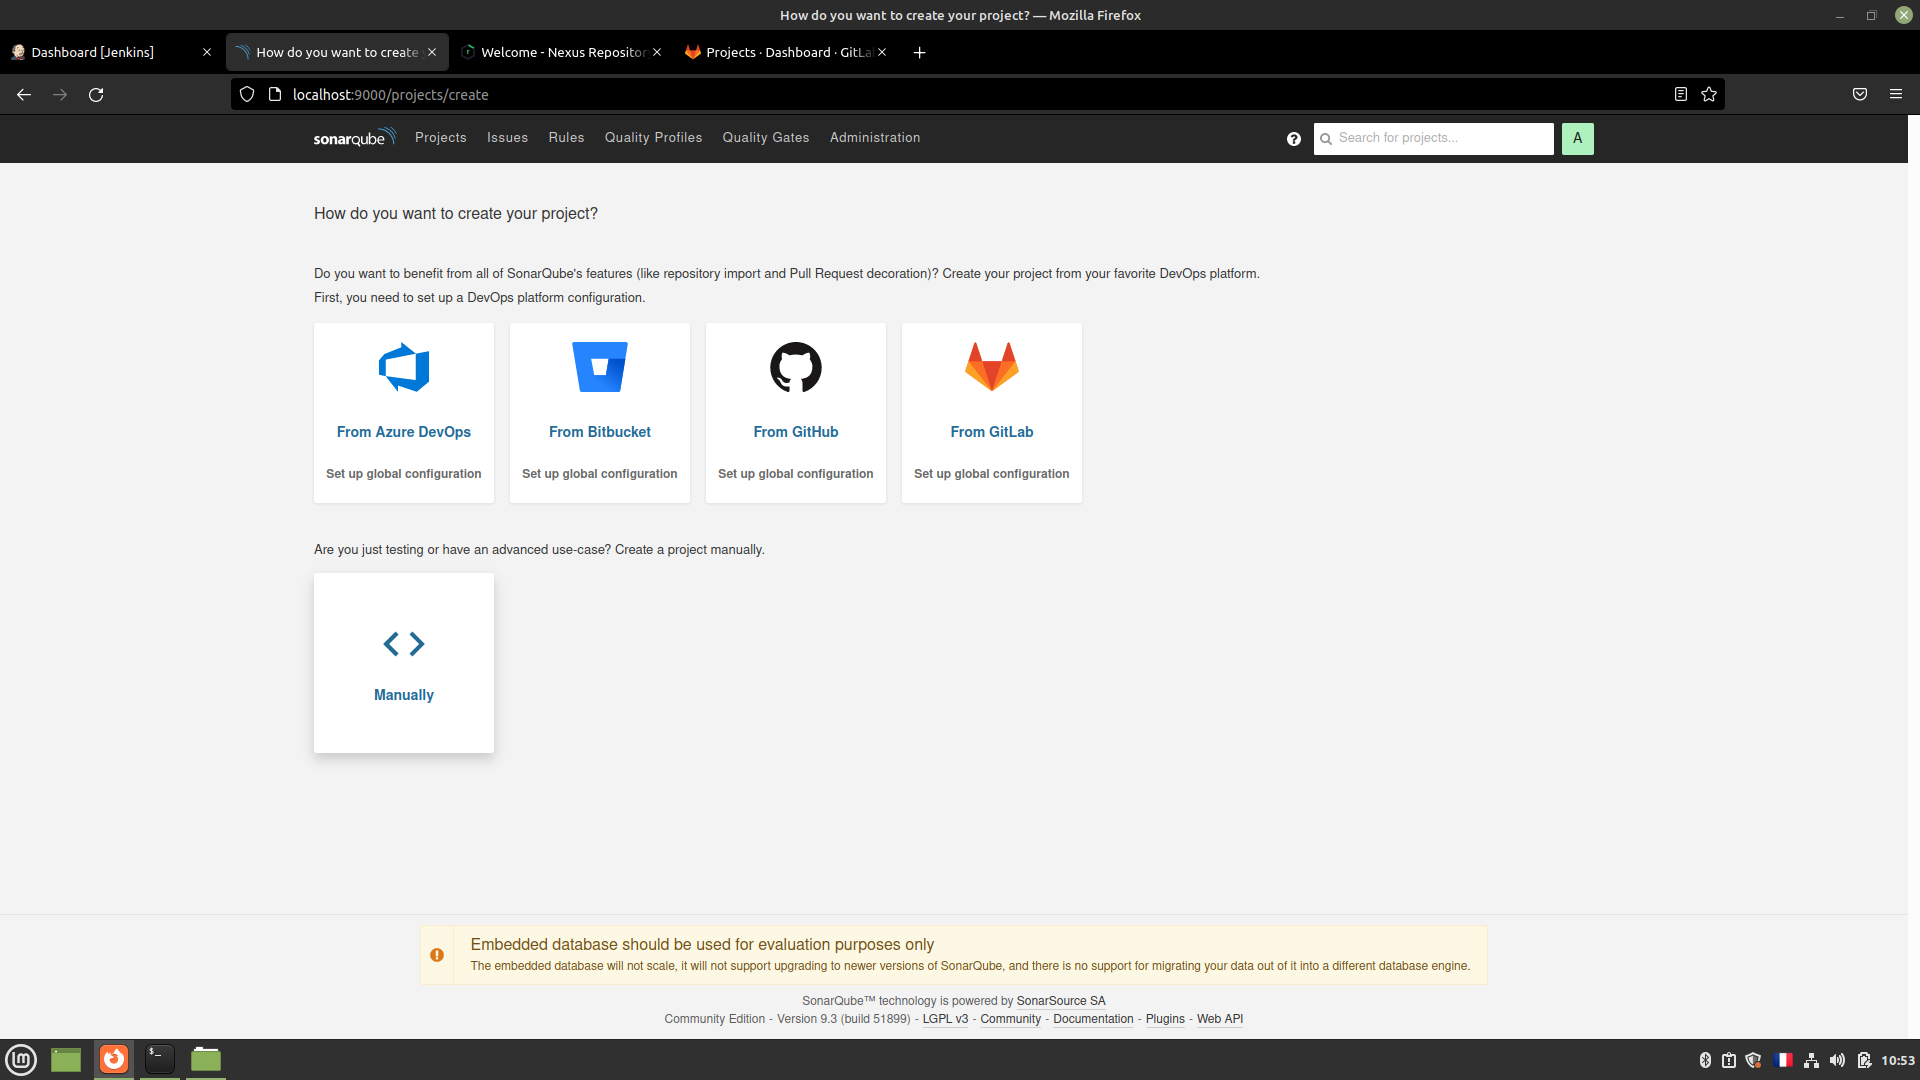 How do you want to create your project? — Mozilla Firefox
Dashboard [Jenkins]
How do you want to create
Welcome - Nexus Repositor
Projects · Dashboard · GitLa
localhost:9000/projects/create
sonarqube
Projects
Issues
Rules
Quality Profiles
Quality Gates
Administration
?
Search for projects...
A
How do you want to create your project?
Do you want to benefit from all of SonarQube's features (like repository import and Pull Request decoration)? Create your project from your favorite DevOps platform.
First, you need to set up a DevOps platform configuration.
From Azure DevOps
From Bitbucket
From GitHub
From GitLab
Set up global configuration
Set up global configuration
Set up global configuration
Set up global configuration
Are you just testing or have an advanced use-case? Create a project manually.
Manually
Embedded database should be used for evaluation purposes only
The embedded database will not scale, it will not support upgrading to newer versions of SonarQube, and there is no support for migrating your data out of it into a different database engine.
SonarQube™ technology is powered by SonarSource SA
Community Edition - Version 9.3 (build 51899) - LGPL v3 - Community - Documentation - Plugins - Web API
$_
10:53